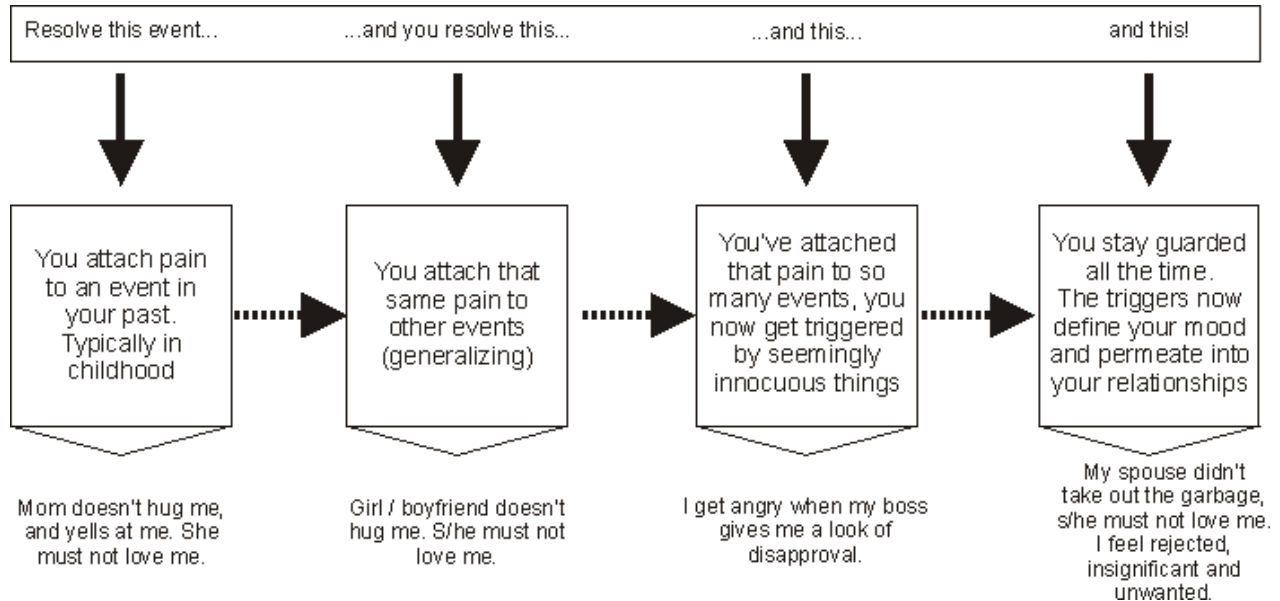 Resolve this event... ...and you resolve this... ...and this... and this!
You attach pain
to an event in
your past.
Typically in
childhood
You attach that
same pain to
other events
(generalizing)
You've attached
that pain to so
many events, you
now get triggered
by seemingly
innocuous things
You stay guarded
all the time.
The triggers now
define your mood
and permeate into
your relationships
Mom doesn't hug me,
and yells at me. She
must not love me.
Girl / boyfriend doesn't
hug me. S/he must not
love me.
I get angry when my boss
gives me a look of
disapproval.
My spouse didn't
take out the garbage,
s/he must not love me.
I feel rejected,
insignificant and
unwanted.